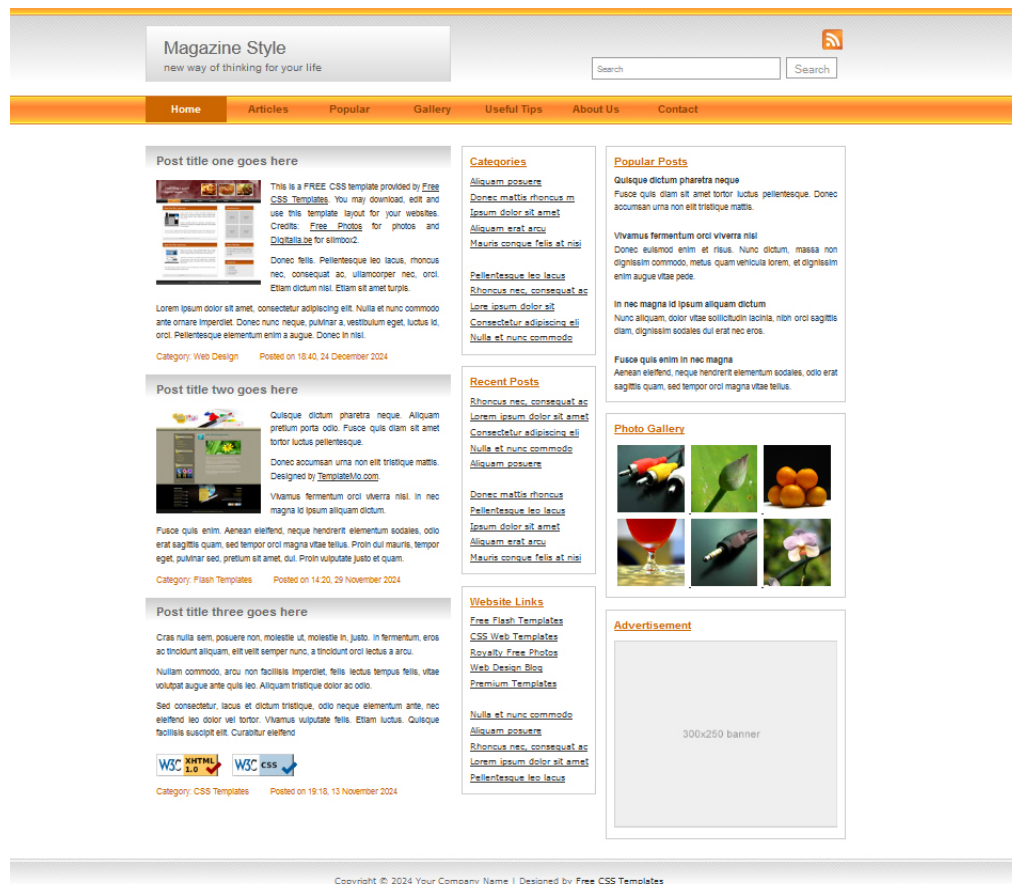 Magazine Style
new way of thinking for your life
Search
Search
Home Articles Popular Gallery Useful Tips About Us Contact
Post title one goes here
This is a FREE CSS template provided by Free
CSS Templates. You may download, edit and
use this template layout for your websites.
Credits: Free Photos for photos and
Digitalia.be for slimbox2.
Donec felis. Pellentesque leo lacus, rhoncus
nec, consequat ac, ullamcorper nec, orci.
Etiam dictum nisl. Etiam sit amet turpis.
Lorem ipsum dolor sit amet, consectetur adipiscing elit. Nulla et nunc commodo
ante ornare imperdiet. Donec nunc neque, pulvinar a, vestibulum eget, luctus id,
orci. Pellentesque elementum enim a augue. Donec in nisl.
Category: Web Design Posted on 18:40, 24 December 2024
Post title two goes here
Quisque dictum pharetra neque. Aliquam
pretium porta odio. Fusce quis diam sit amet
tortor luctus pellentesque.
Donec accumsan urna non elit tristique mattis.
Designed by TemplateMo.com.
Vivamus fermentum orci viverra nisl. In nec
magna id ipsum aliquam dictum.
Fusce quis enim. Aenean eleifend, neque hendrerit elementum sodales, odio
erat sagittis quam, sed tempor orci magna vitae tellus. Proin dui mauris, tempor
eget, pulvinar sed, pretium sit amet, dui. Proin vulputate justo et quam.
Category: Flash Templates Posted on 14:20, 29 November 2024
Post title three goes here
Cras nulla sem, posuere non, molestie ut, molestie in, justo. In fermentum, eros
ac tincidunt aliquam, elit velit semper nunc, a tincidunt orci lectus a arcu.
Nullam commodo, arcu non facilisis imperdiet, felis lectus tempus felis, vitae
volutpat augue ante quis leo. Aliquam tristique dolor ac odio.
Sed consectetur, lacus et dictum tristique, odio neque elementum ante, nec
eleifend leo dolor vel tortor. Vivamus vulputate felis. Etiam luctus. Quisque
facilisis suscipit elit. Curabitur eleifend
W3C XHTML 1.0 W3C CSS
Category: CSS Templates Posted on 19:18, 13 November 2024
Categories
Aliquam posuere
Donec mattis rhoncus m
Ipsum dolor sit amet
Aliquam erat arcu
Mauris congue felis at nisi
Pellentesque leo lacus
Rhoncus nec, consequat ac
Lore ipsum dolor sit
Consectetur adipiscing eli
Nulla et nunc commodo
Recent Posts
Rhoncus nec, consequat ac
Lorem ipsum dolor sit amet
Consectetur adipiscing eli
Nulla et nunc commodo
Aliquam posuere
Donec mattis rhoncus
Pellentesque leo lacus
Ipsum dolor sit amet
Aliquam erat arcu
Mauris congue felis at nisi
Website Links
Free Flash Templates
CSS Web Templates
Royalty Free Photos
Web Design Blog
Premium Templates
Nulla et nunc commodo
Aliquam posuere
Rhoncus nec, consequat ac
Lorem ipsum dolor sit amet
Pellentesque leo lacus
Popular Posts
Quisque dictum pharetra neque
Fusce quis diam sit amet tortor luctus pellentesque. Donec
accumsan urna non elit tristique mattis.
Vivamus fermentum orci viverra nisl
Donec euismod enim et risus. Nunc dictum, massa non
dignissim commodo, metus quam vehicula lorem, et dignissim
enim augue vitae pede.
In nec magna id ipsum aliquam dictum
Nunc aliquam, dolor vitae sollicitudin lacinia, nibh orci sagittis
diam, dignissim sodales dui erat nec eros.
Fusce quis enim in nec magna
Aenean eleifend, neque hendrerit elementum sodales, odio erat
sagittis quam, sed tempor orci magna vitae tellus.
Photo Gallery
Advertisement
300x250 banner
Copyright © 2024 Your Company Name | Designed by Free CSS Templates